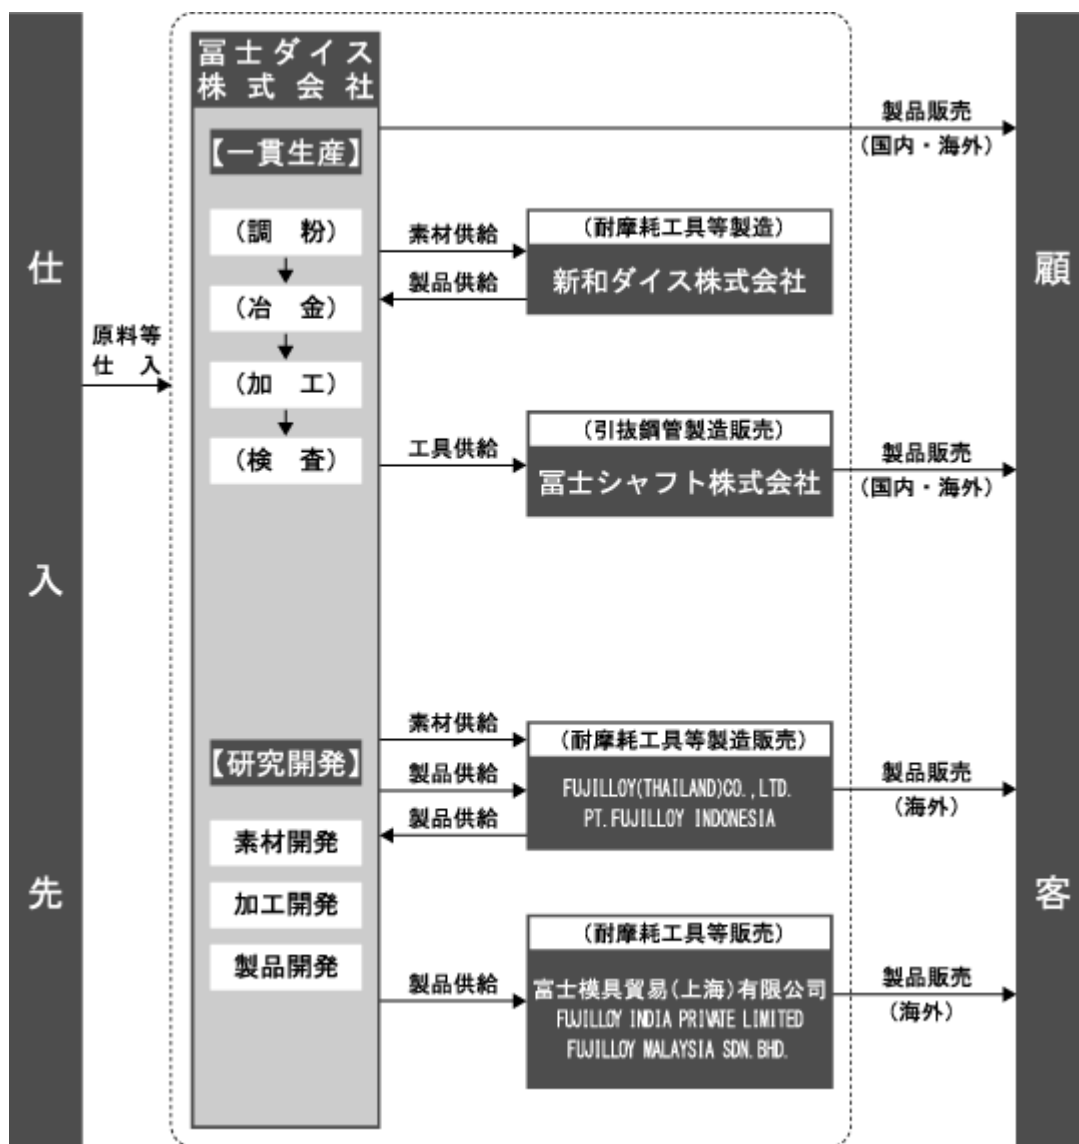 仕入先
原料等
仕 入
冨士ダイス
株式会社
【一貫生産】
(調 粉)
(冶 金)
(加 工)
(検 査)
【研究開発】
素材開発
加工開発
製品開発
製品販売
(国内・海外)
素材供給
製品供給
(耐摩耗工具等製造)
新和ダイス株式会社
工具供給
(引抜鋼管製造販売)
冨士シャフト株式会社
製品販売
(国内・海外)
素材供給
製品供給
製品供給
(耐摩耗工具等製造販売)
FUJILLOY(THAILAND)CO.,LTD.
PT.FUJILLOY INDONESIA
製品販売
(海外)
製品供給
(耐摩耗工具等販売)
富士模具貿易(上海)有限公司
FUJILLOY INDIA PRIVATE LIMITED
FUJILLOY MALAYSIA SDN.BHD.
製品販売
(海外)
顧客